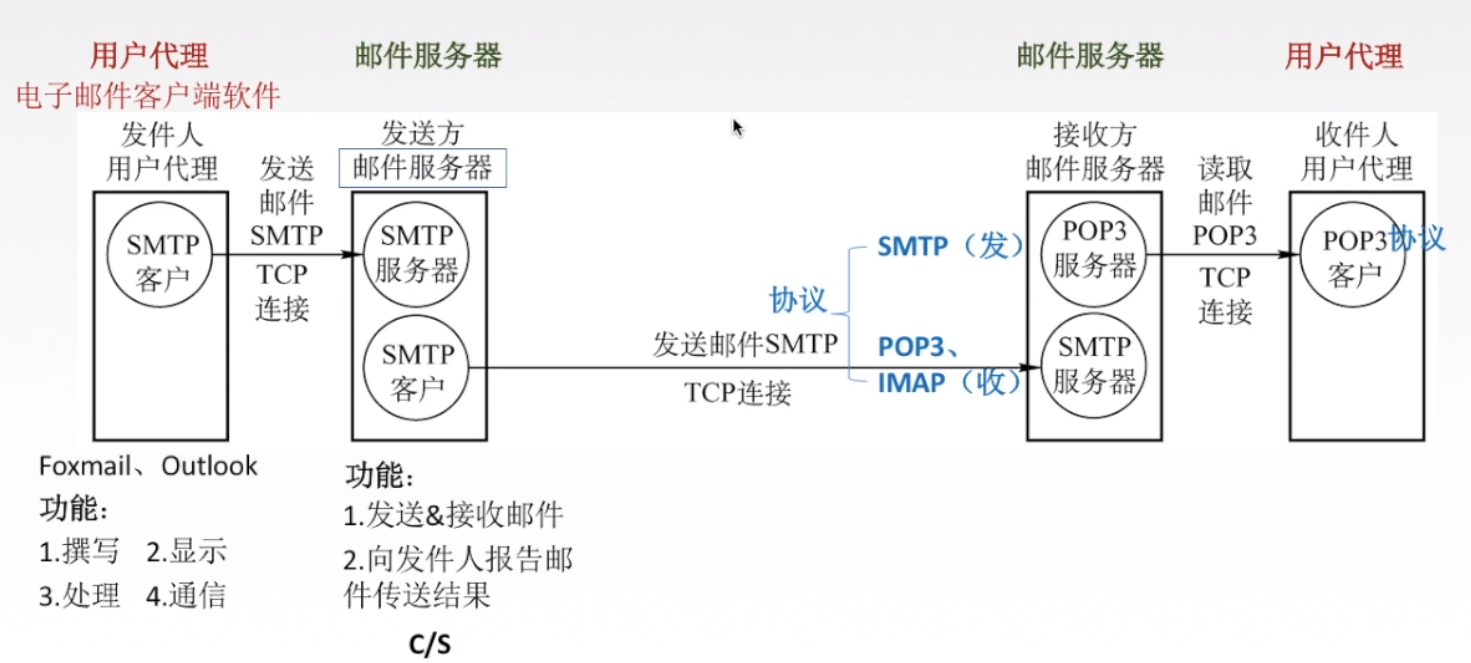 用户代理
电子邮件客户端软件
邮件服务器
邮件服务器
用户代理
发件人
用户代理
发送
邮件
SMTP
TCP
连接
发送方
邮件服务器
接收方
邮件服务器
读取
邮件
POP3
TCP
连接
收件人
用户代理
SMTP
客户
SMTP
服务器
SMTP
客户
发送邮件SMTP
TCP连接
协议
SMTP（发）
POP3、
IMAP（收）
POP3
服务器
SMTP
服务器
POP3
客户
协议
Foxmail、Outlook
功能：
1.撰写 2.显示
3.处理 4.通信
功能：
1.发送&接收邮件
2.向发件人报告邮
件传送结果
C/S